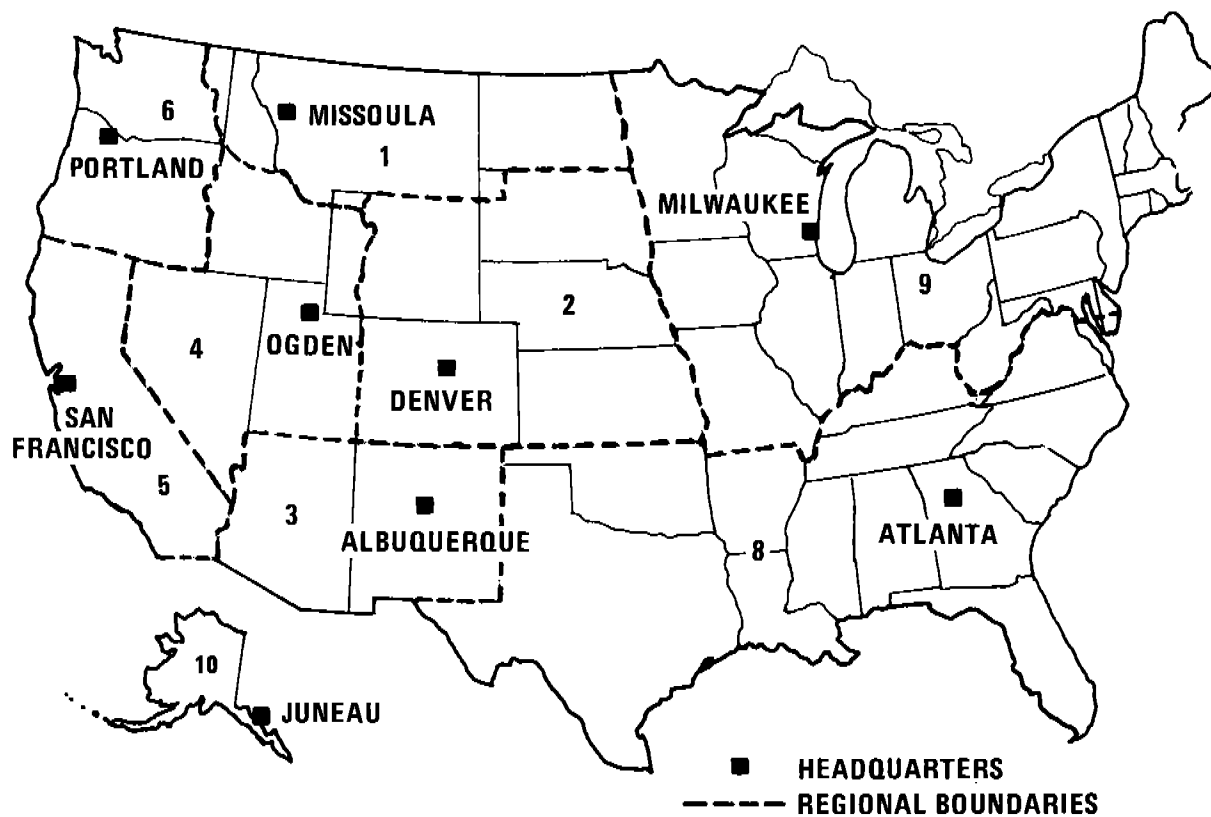 6
MISSOULA
PORTLAND
1
MILWAUKEE
9
2
4
OGDEN
DENVER
SAN
FRANCISCO
5
3
ALBUQUERQUE
ATLANTA
8
10
JUNEAU
HEADQUARTERS
REGIONAL BOUNDARIES